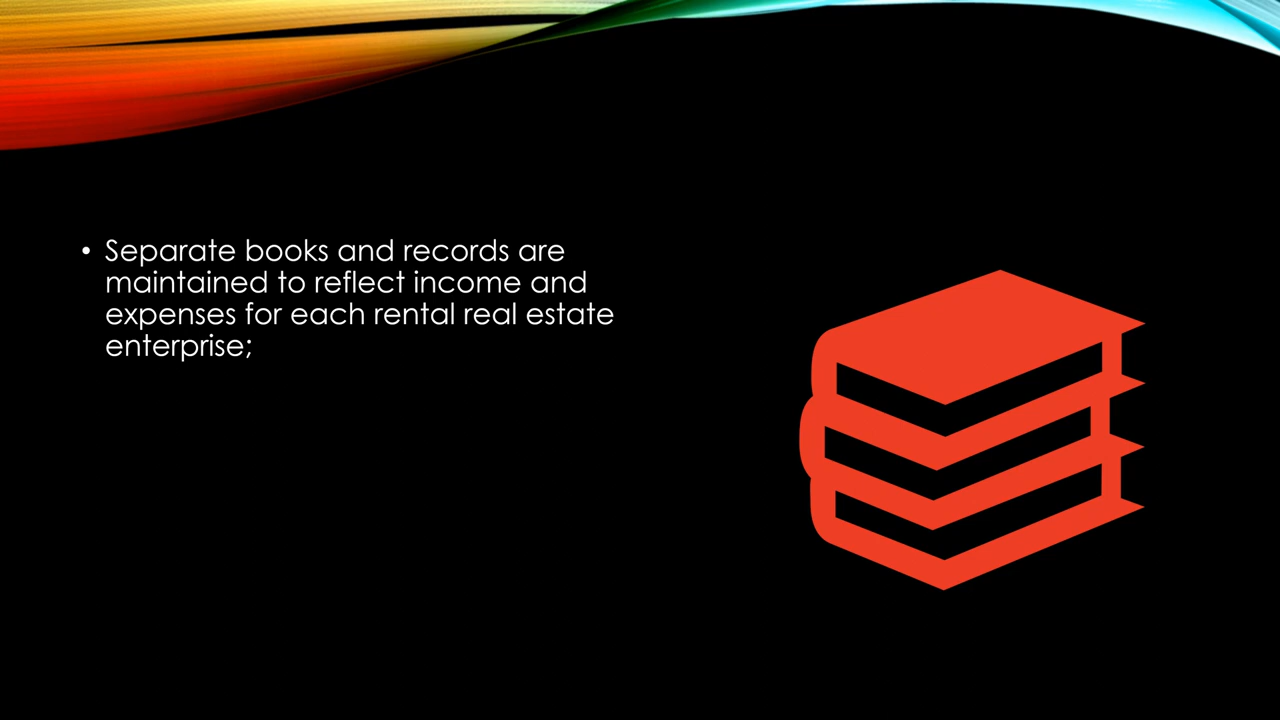 • Separate books and records are
maintained to reflect income and
expenses for each rental real estate
enterprise;